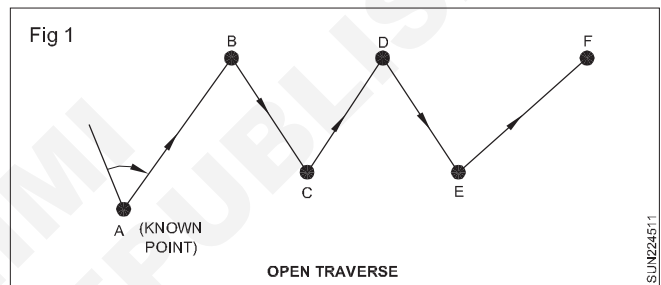 Fig 1
B
D
F
A (KNOWN
POINT)
C
E
OPEN TRAVERSE
SUN224511